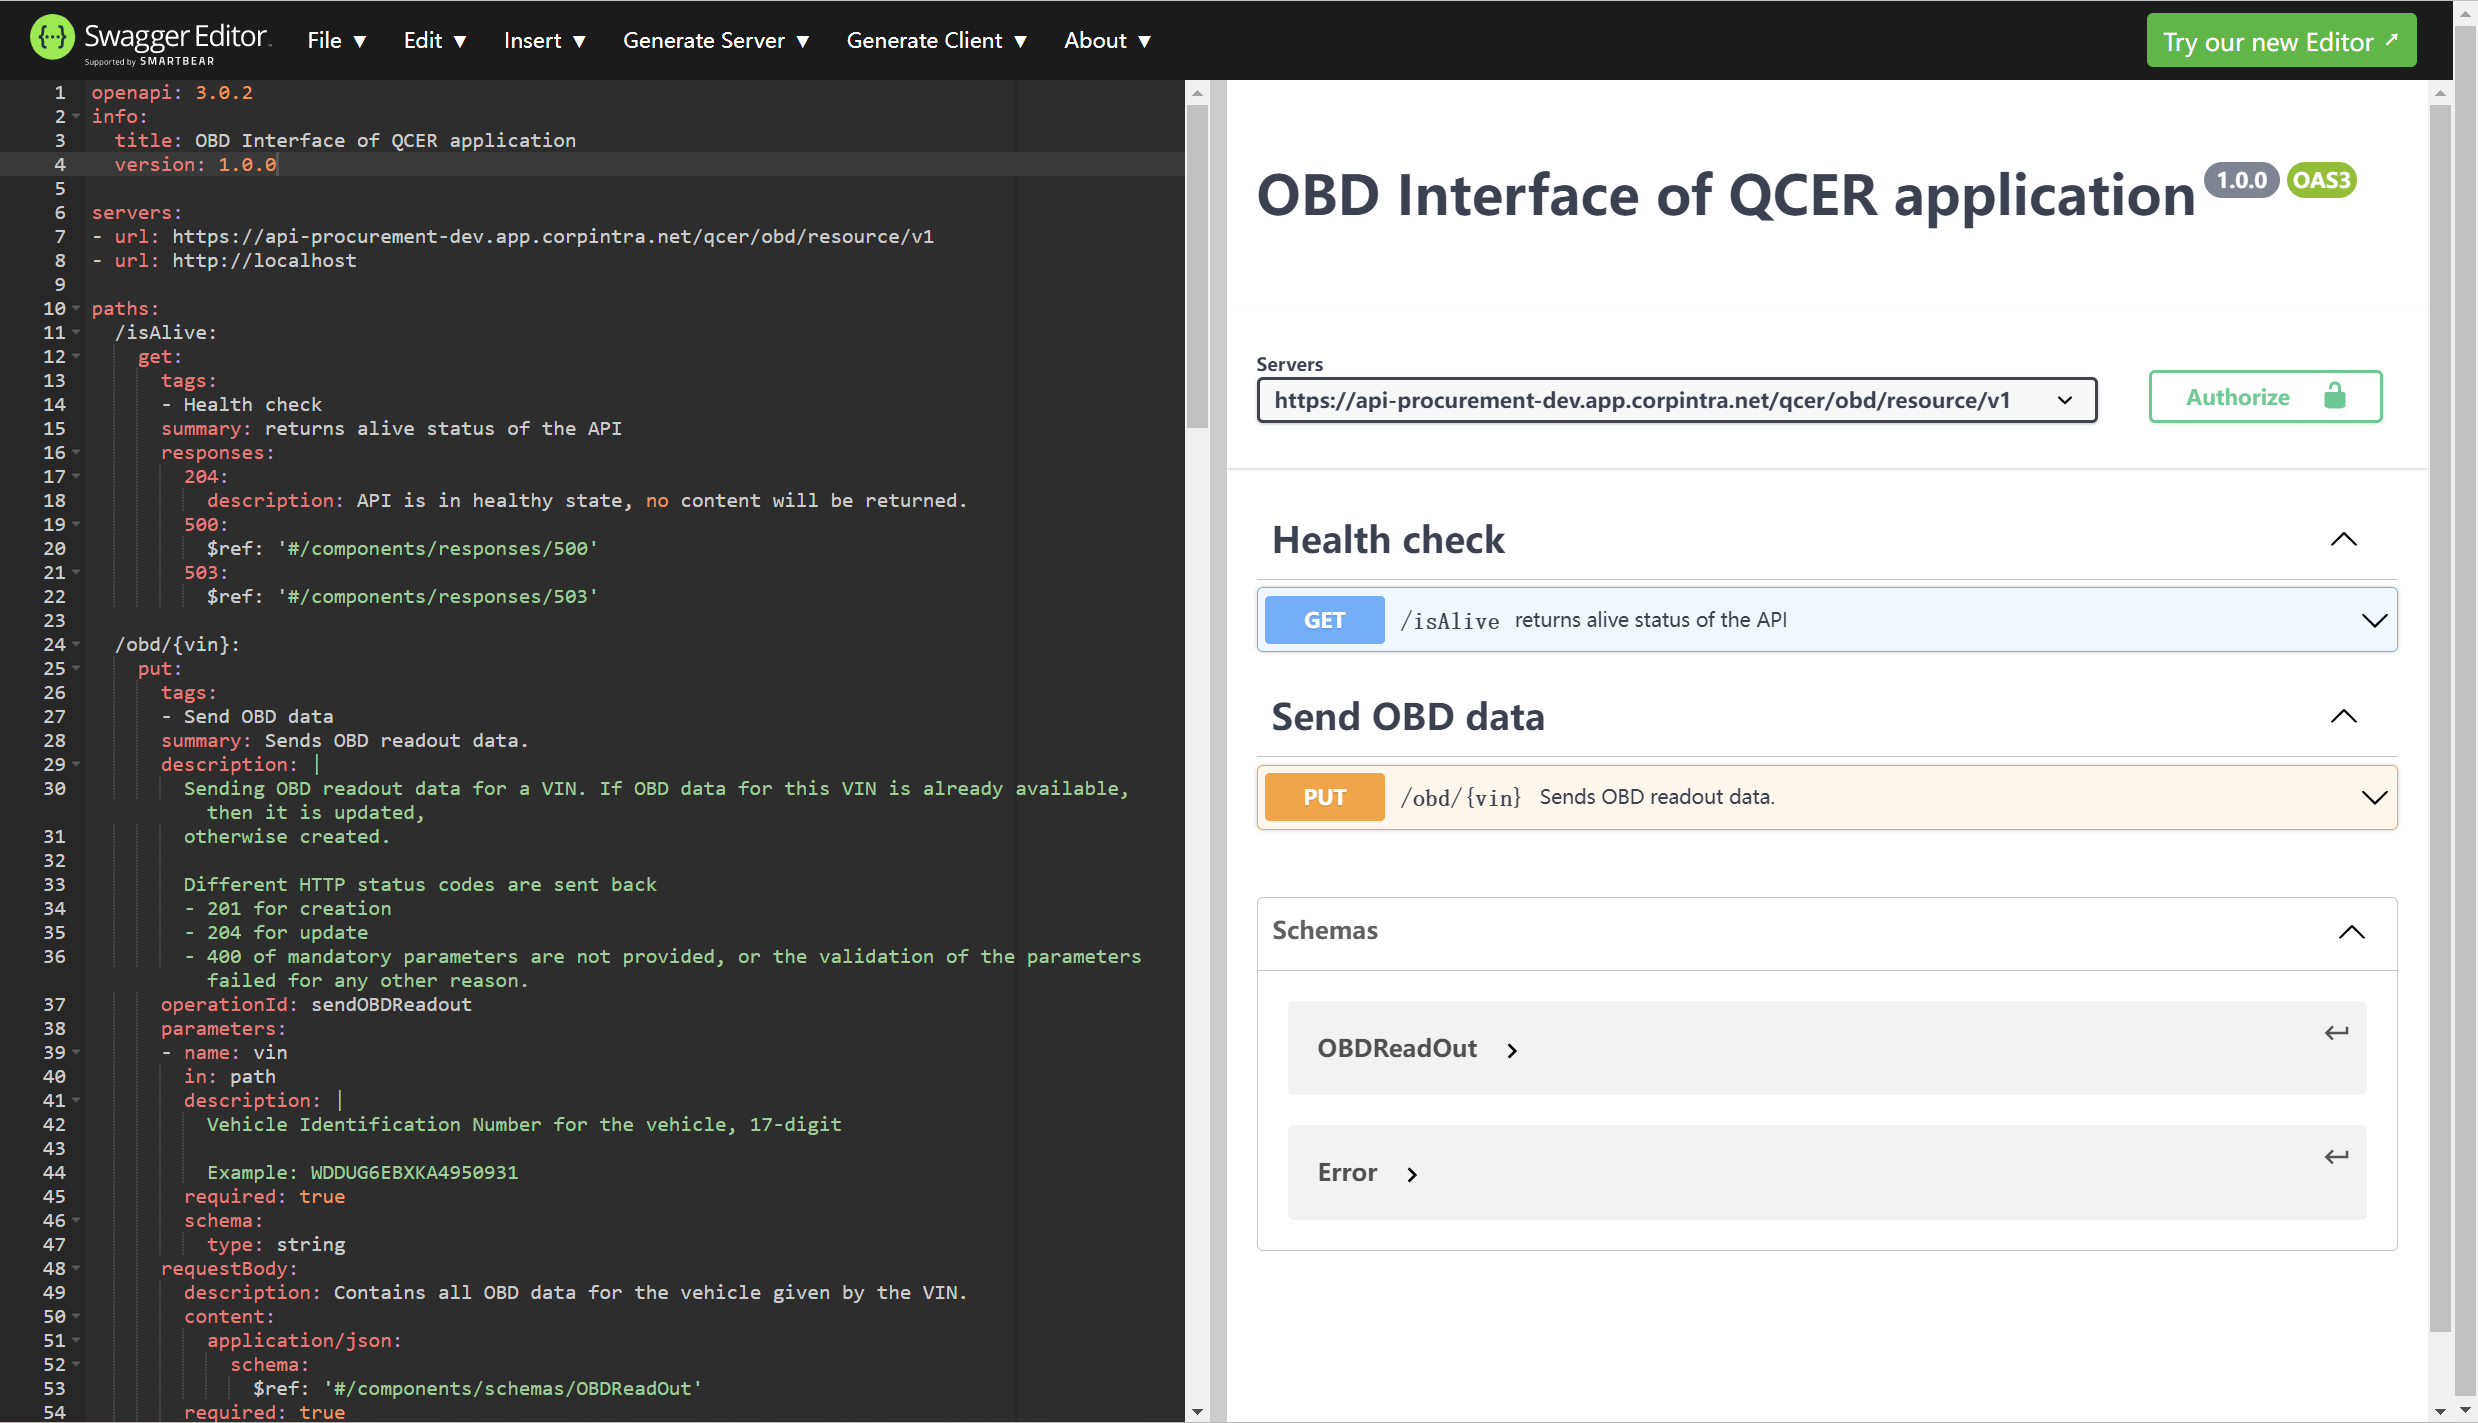 Swagger Editor
Supported by SMARTBEAR
File ▼ Edit ▼ Insert ▼ Generate Server ▼ Generate Client ▼ About ▼
Try our new Editor
1 openapi: 3.0.2
2 info:
3 title: OBD Interface of QCER application
4 version: 1.0.0
5
6 servers:
7 - url: https://api-procurement-dev.app.corpintra.net/qcer/obd/resource/v1
8 - url: http://localhost
9
10 paths:
11 /isAlive:
12 get:
13 tags:
14 - Health check
15 summary: returns alive status of the API
16 responses:
17 204:
18 description: API is in healthy state, no content will be returned.
19 500:
20 $ref: '#/components/responses/500'
21 503:
22 $ref: '#/components/responses/503'
23
24 /obd/{vin}:
25 put:
26 tags:
27 - Send OBD data
28 summary: Sends OBD readout data.
29 description: |
30 Sending OBD readout data for a VIN. If OBD data for this VIN is already available,
then it is updated,
31 otherwise created.
32
33 Different HTTP status codes are sent back
34 - 201 for creation
35 - 204 for update
36 - 400 of mandatory parameters are not provided, or the validation of the parameters
failed for any other reason.
37 operationId: sendOBDReadout
38 parameters:
39 - name: vin
40 in: path
41 description: |
42 Vehicle Identification Number for the vehicle, 17-digit
43
44 Example: WDDUG6EBXKA4950931
45 required: true
46 schema:
47 type: string
48 requestBody:
49 description: Contains all OBD data for the vehicle given by the VIN.
50 content:
51 application/json:
52 schema:
53 $ref: '#/components/schemas/OBDReadOut'
54 required: true
OBD Interface of QCER application 1.0.0 OAS3
Servers
https://api-procurement-dev.app.corpintra.net/qcer/obd/resource/v1
Authorize
Health check
GET /isAlive returns alive status of the API
Send OBD data
PUT /obd/{vin} Sends OBD readout data.
Schemas
OBDReadOut
Error